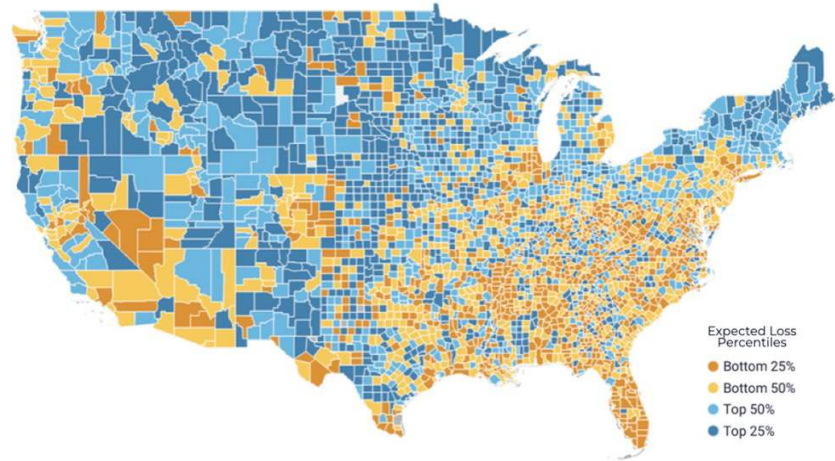 Expected Loss
Percentiles
Bottom 25%
Bottom 50%
Top 50%
Top 25%